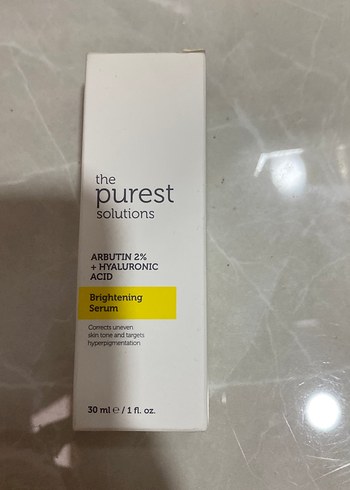 the
purest
solutions
ARBUTIN 2%
+ HYALURONIC
ACID
Brightening
Serum
Corrects uneven
skin tone and targets
hyperpigmentation
30 ml ℮ / 1 fl. oz.